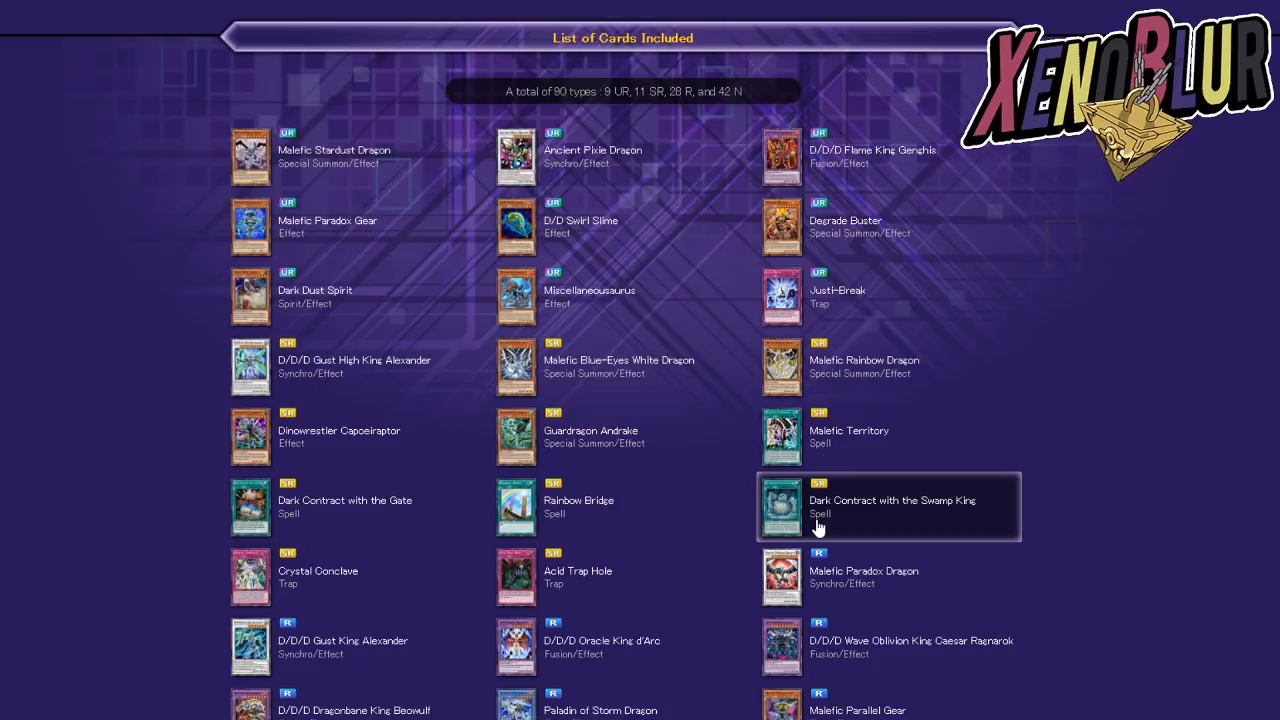 List of Cards Included
XENOBLUR
A total of 90 types : 9 UR, 11 SR, 28 R, and 42 N
UR
Malefic Stardust Dragon
Special Summon/Effect
UR
Ancient Pixie Dragon
Synchro/Effect
UR
D/D/D Flame King Genghis
Fusion/Effect
UR
Malefic Paradox Gear
Effect
UR
D/D Swirl Slime
Effect
UR
Degrade Buster
Special Summon/Effect
UR
Dark Dust Spirit
Spirit/Effect
UR
Miscellaneousaurus
Effect
UR
Justi-Break
Trap
SR
D/D/D Gust High King Alexander
Synchro/Effect
SR
Malefic Blue-Eyes White Dragon
Special Summon/Effect
SR
Malefic Rainbow Dragon
Special Summon/Effect
SR
Dinowrestler Capoeiraptor
Effect
SR
Guardragon Andrake
Special Summon/Effect
SR
Malefic Territory
Spell
SR
Dark Contract with the Gate
Spell
SR
Rainbow Bridge
Spell
SR
Dark Contract with the Swamp King
Spell
SR
Crystal Conclave
Trap
SR
Acid Trap Hole
Trap
R
Malefic Paradox Dragon
Synchro/Effect
R
D/D/D Gust King Alexander
Synchro/Effect
R
D/D/D Oracle King d'Arc
Fusion/Effect
R
D/D/D Wave Oblivion King Caesar Ragnarok
Fusion/Effect
R
D/D/D Dragonbane King Beowulf
R
Paladin of Storm Dragon
R
Malefic Parallel Gear